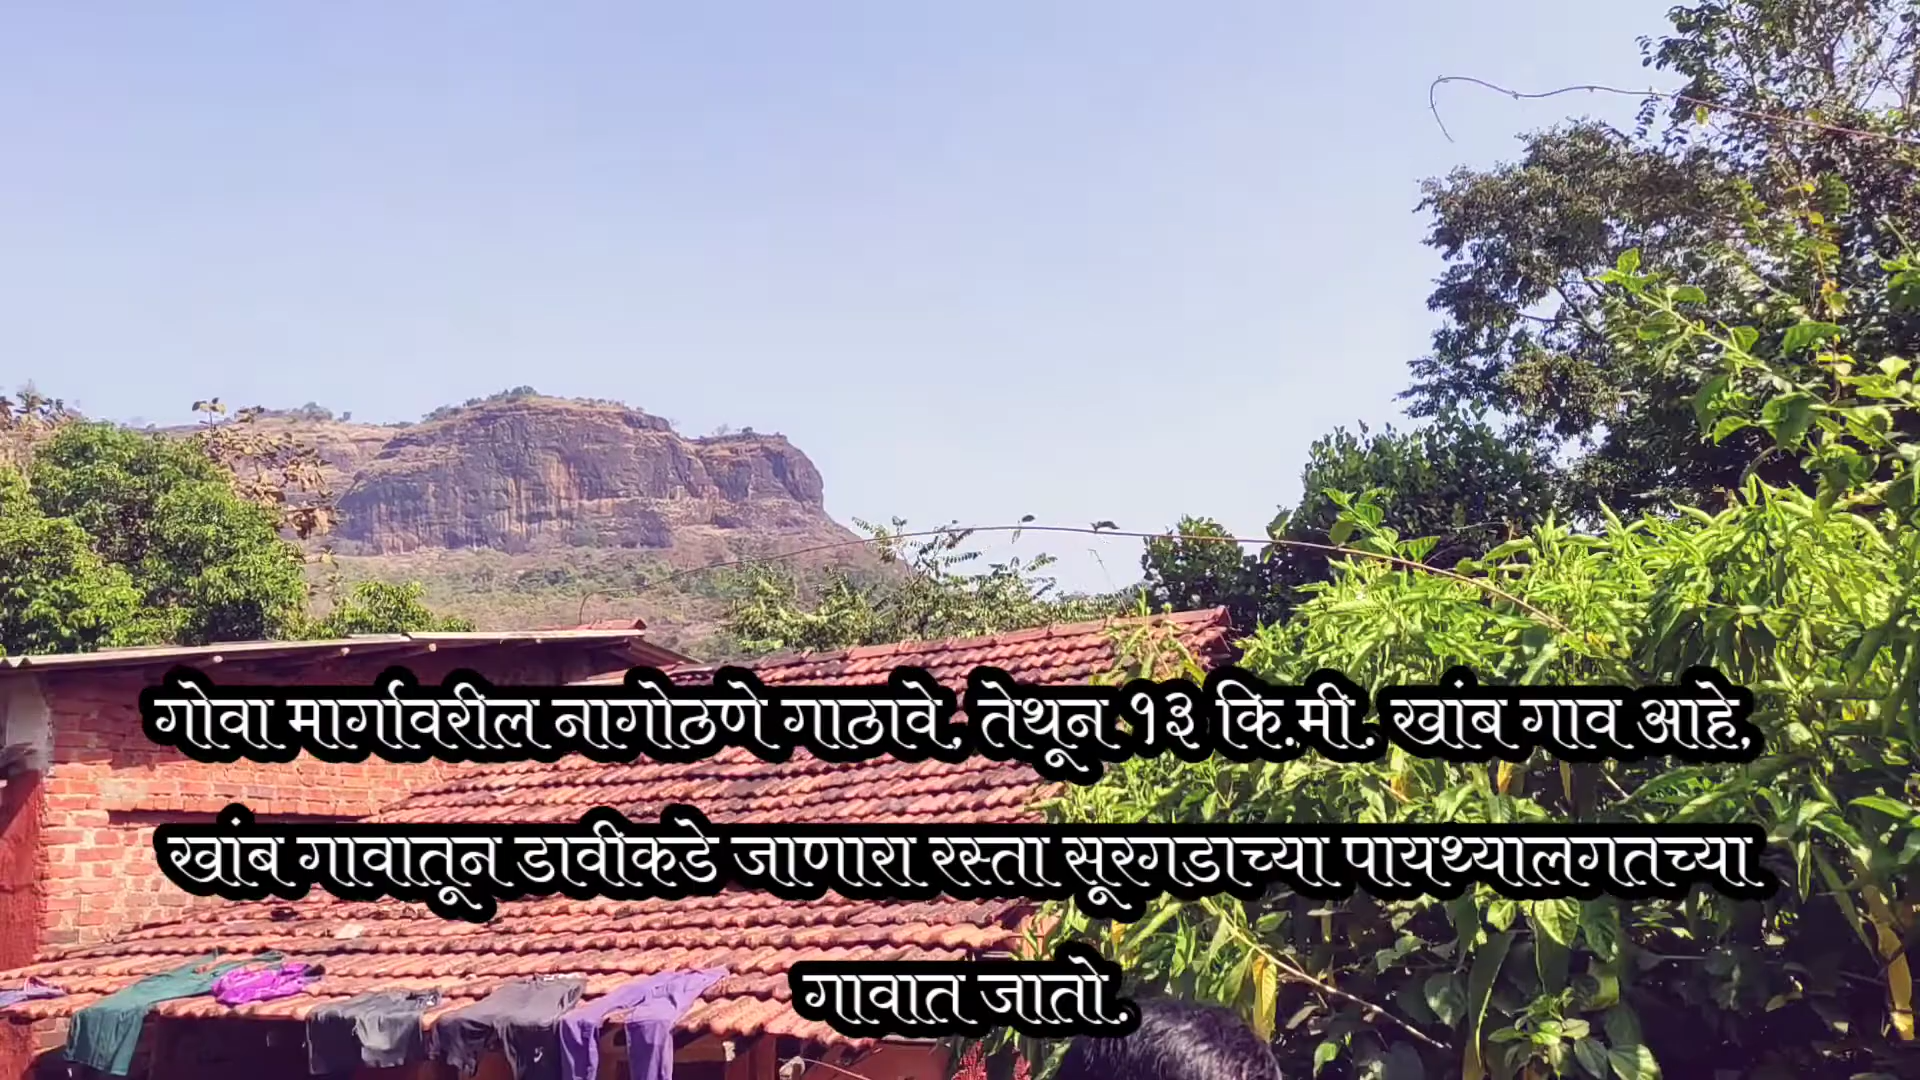 गोवा मार्गावरील नागोठणे गाठावे, तेथून १३ कि.मी. खांब गाव आहे,
खांब गावातून डावीकडे जाणारा रस्ता सूरगडाच्या पायथ्यालगतच्या
गावात जातो.